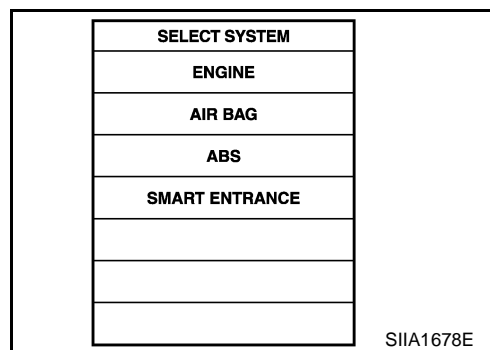 SELECT SYSTEM
ENGINE
AIR BAG
ABS
SMART ENTRANCE
SIIA1678E